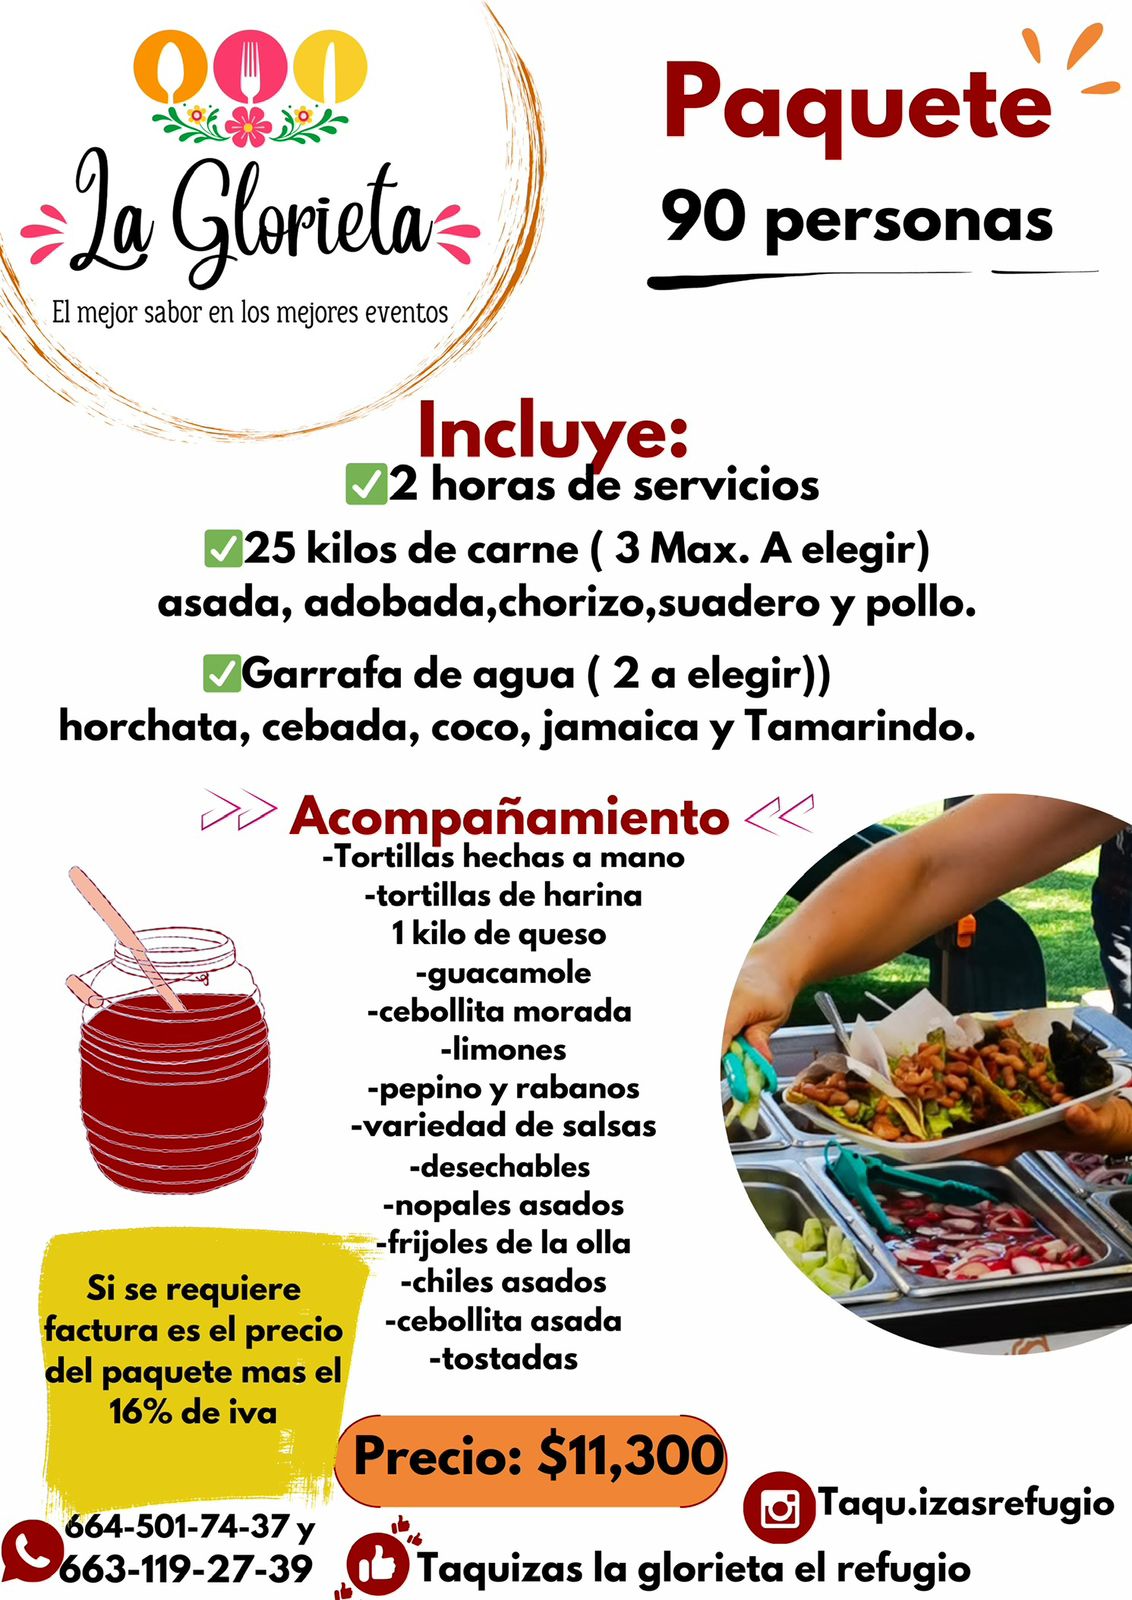 La Glorieta
El mejor sabor en los mejores eventos
Paquete
90 personas
Incluye:
✅2 horas de servicios
✅25 kilos de carne ( 3 Max. A elegir)
asada, adobada,chorizo,suadero y pollo.
✅Garrafa de agua ( 2 a elegir))
horchata, cebada, coco, jamaica y Tamarindo.
Acompañamiento
-Tortillas hechas a mano
-tortillas de harina
1 kilo de queso
-guacamole
-cebollita morada
-limones
-pepino y rabanos
-variedad de salsas
-desechables
-nopales asados
-frijoles de la olla
-chiles asados
-cebollita asada
-tostadas
Si se requiere
factura es el precio
del paquete mas el
16% de iva
Precio: $11,300
664-501-74-37 y
663-119-27-39
Taqu.izasrefugio
Taquizas la glorieta el refugio